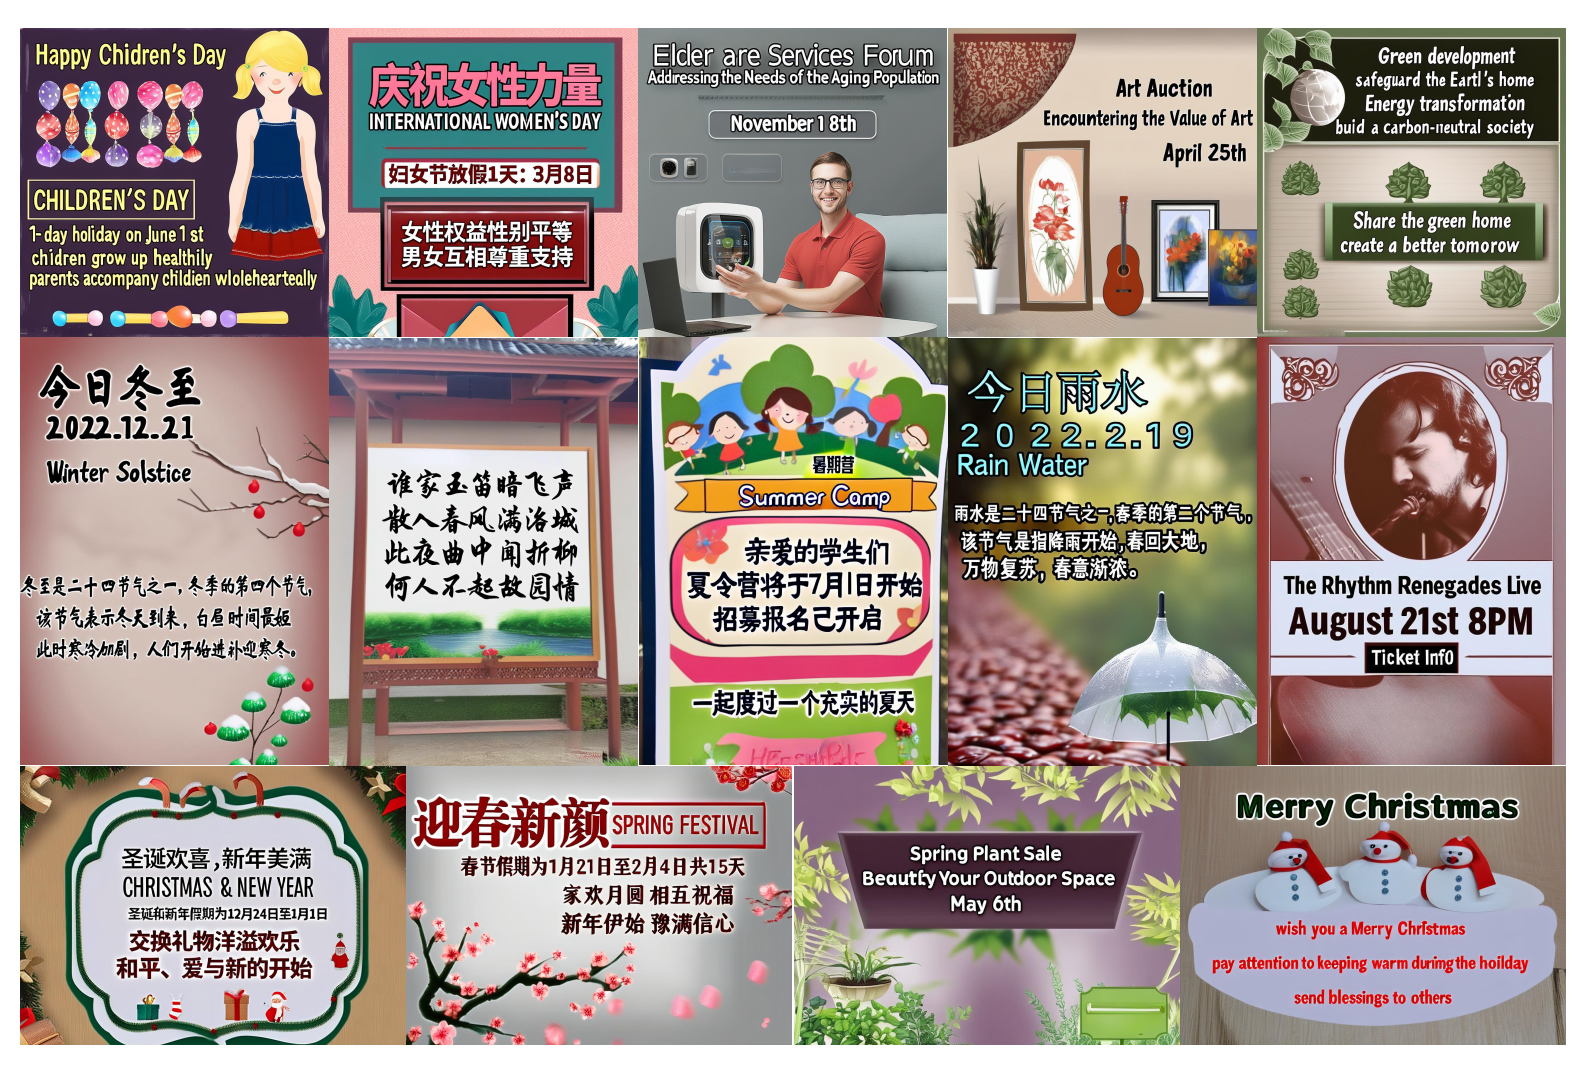 Happy Chidren's Day
CHILDREN'S DAY
1-day holiday on June 1 st
children grow up healthily
parents accompany childien wlolehearteally
庆祝女性力量
INTERNATIONAL WOMEN'S DAY
妇女节放假1天：3月8日
女性权益性别平等
男女互相尊重支持
Elder are Services Forum
Addressing the Needs of the Aging Population
November 1 8th
Art Auction
Encountering the Value of Art
April 25th
Green development
safeguard the Eartl's home
Energy transformation
buid a carbon-neutral society
Share the green home
create a better tomorow
今日冬至
2022.12.21
Winter Solstice
冬至是二十四节气之一，冬季的第四个节气，
该节气表示冬天到来，白昼时间最短
此时寒冷加剧，人们开始进补迎寒冬。
谁家玉笛暗飞声
散入春风满洛城
此夜曲中闻折柳
何人不起故园情
暑期营
Summer Camp
亲爱的学生们
夏令营将于7月1日开始
招募报名已开启
一起度过一个充实的夏天
今日雨水
2022.2.19
Rain Water
雨水是二十四节气之一，春季的第二个节气，
该节气是指降雨开始，春回大地，
万物复苏，春意渐浓。
The Rhythm Renegades Live
August 21st 8PM
Ticket Inf0
圣诞欢喜，新年美满
CHRISTMAS & NEW YEAR
圣诞和新年假期为12月24日至1月1日
交换礼物洋溢欢乐
和平、爱与新的开始
迎春新颜 SPRING FESTIVAL
春节假期为1月21日至2月4日共15天
家欢月圆 相互祝福
新年伊始 豫满信心
Spring Plant Sale
Beautify Your Outdoor Space
May 6th
Merry Christmas
wish you a Merry Christmas
pay attention to keeping warm during the hoilday
send blessings to others